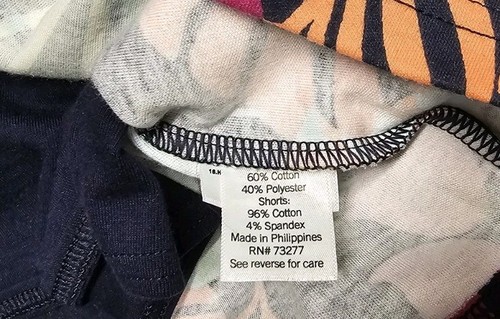 60% Cotton
40% Polyester
Shorts:
96% Cotton
4% Spandex
Made in Philippines
RN# 73277
See reverse for care